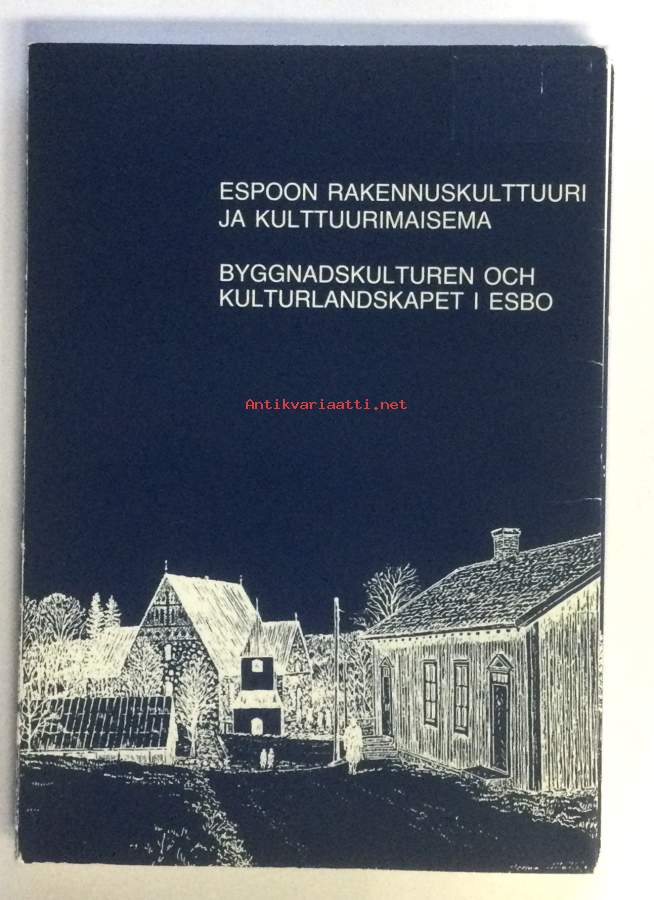 ESPOON RAKENNUSKULTTUURI
JA KULTTUURIMAISEMA
BYGGNADSKULTUREN OCH
KULTURLANDSKAPET I ESBO
Antikvariaatti.net